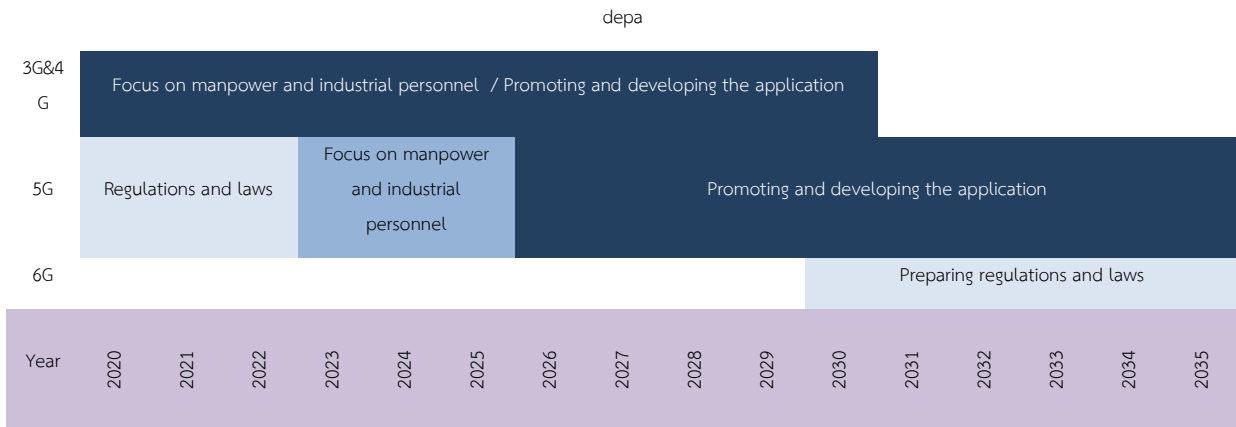 depa
3G&4
G
Focus on manpower and industrial personnel / Promoting and developing the application
5G
Regulations and laws
Focus on manpower
and industrial
personnel
Promoting and developing the application
6G
Preparing regulations and laws
Year
2020
2021
2022
2023
2024
2025
2026
2027
2028
2029
2030
2031
2032
2033
2034
2035